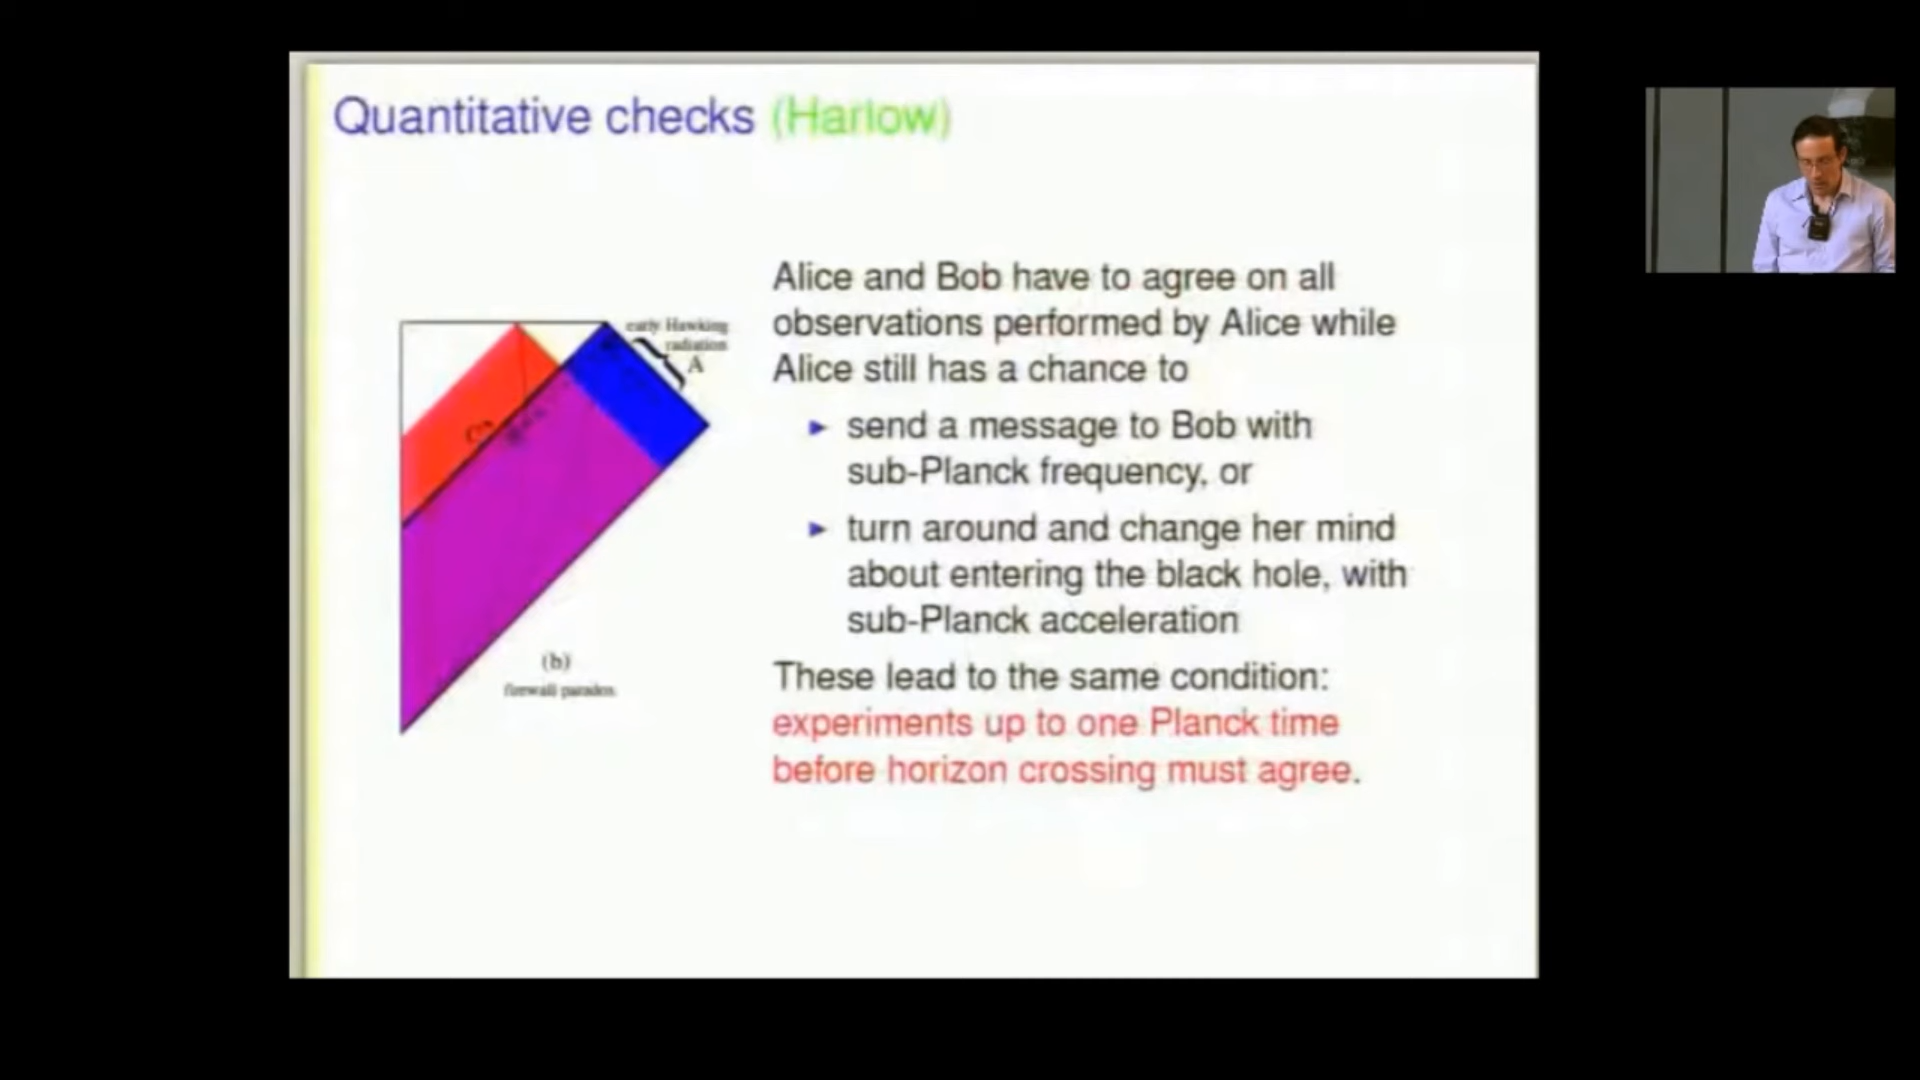 Quantitative checks (Harlow)
early Hawking
radiation
A
Alice and Bob have to agree on all
observations performed by Alice while
Alice still has a chance to
send a message to Bob with
sub-Planck frequency, or
turn around and change her mind
about entering the black hole, with
sub-Planck acceleration
These lead to the same condition:
experiments up to one Planck time
before horizon crossing must agree.
(b)
firewall paradox